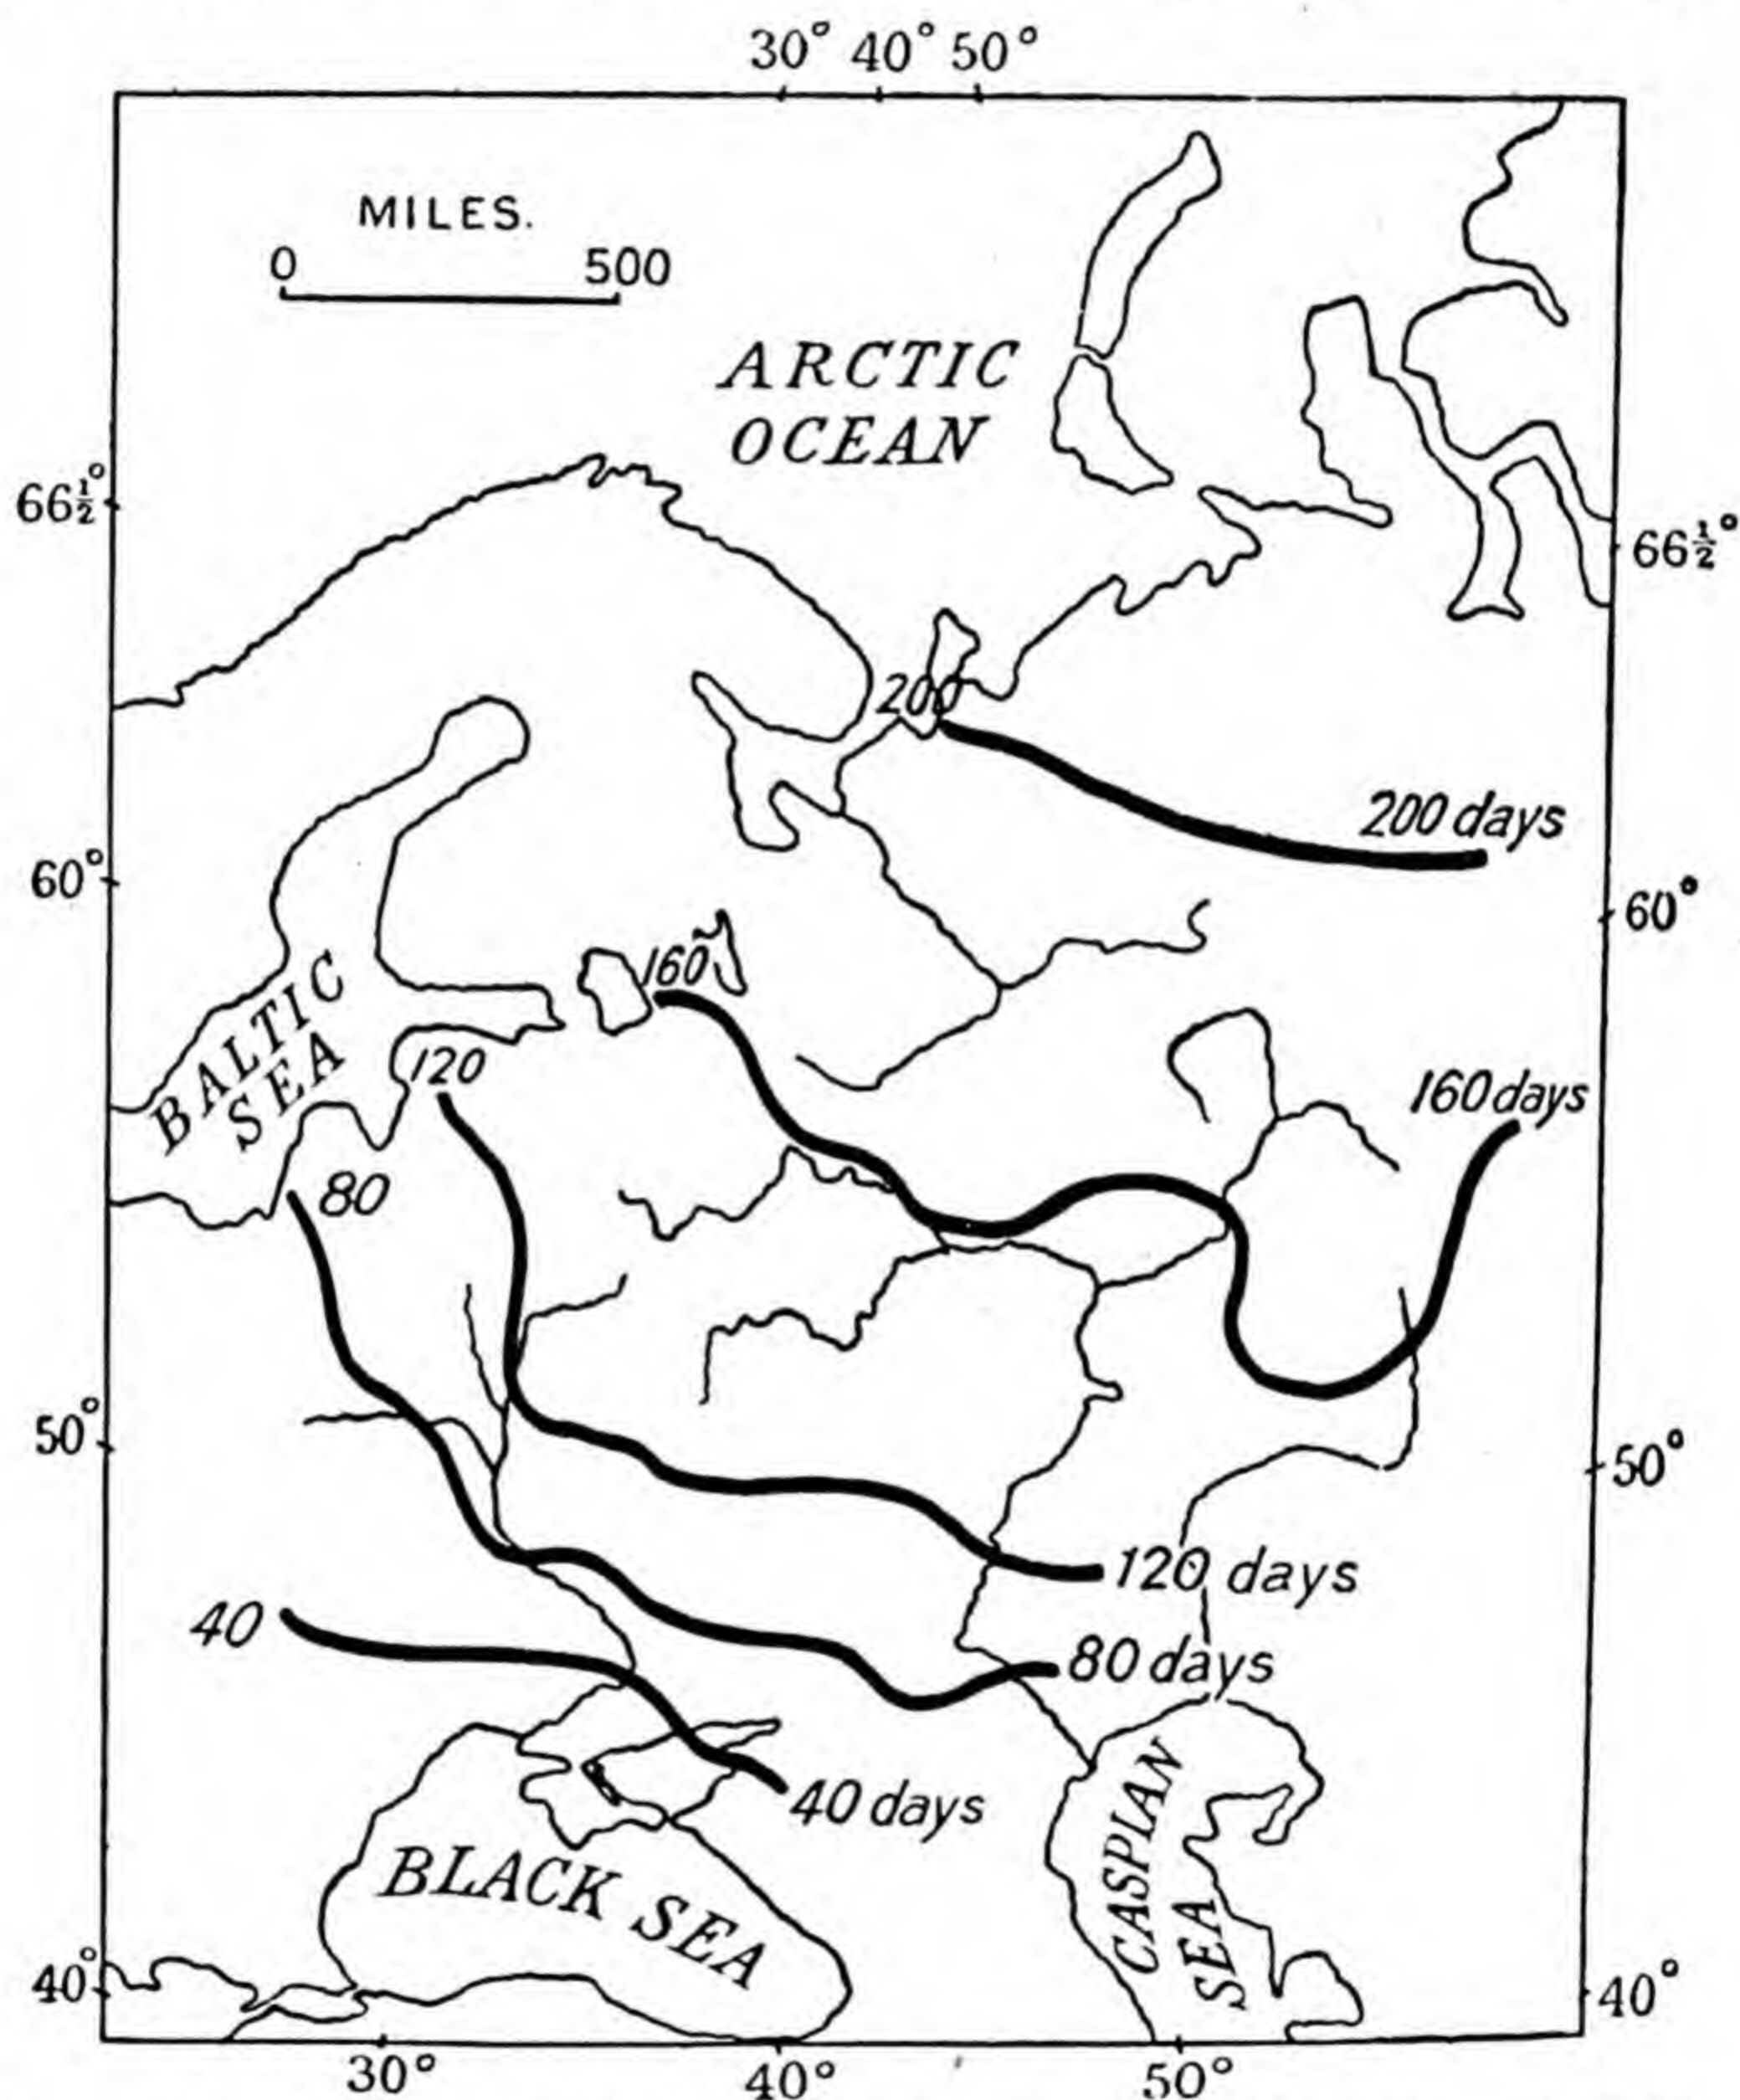 30° 40° 50°
MILES.
0 500
ARCTIC
OCEAN
66½°
66½°
200
200 days
60°
60°
160
BALTIC
SEA
120
160 days
80
50°
50°
120 days
40
80 days
40 days
CASPIAN
SEA
BLACK SEA
40°
40°
30° 40° 50°